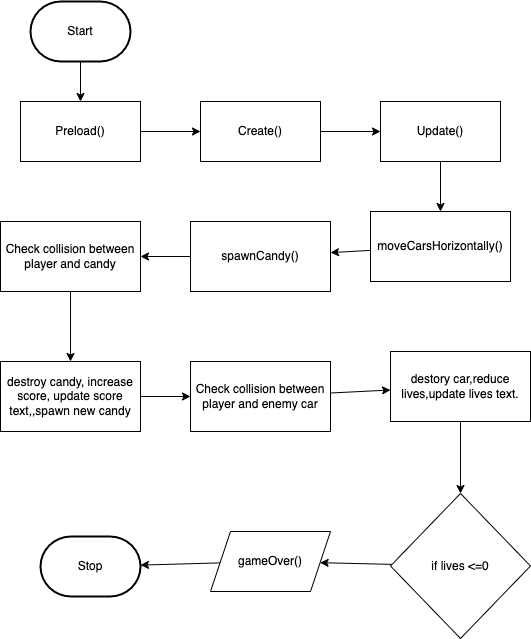 Start
Preload()
Create()
Update()
Check collision between
player and candy
spawnCandy()
moveCarsHorizontally()
destroy candy, increase
score, update score
text,,spawn new candy
Check collision between
player and enemy car
destory car,reduce
lives,update lives text.
Stop
gameOver()
if lives <=0